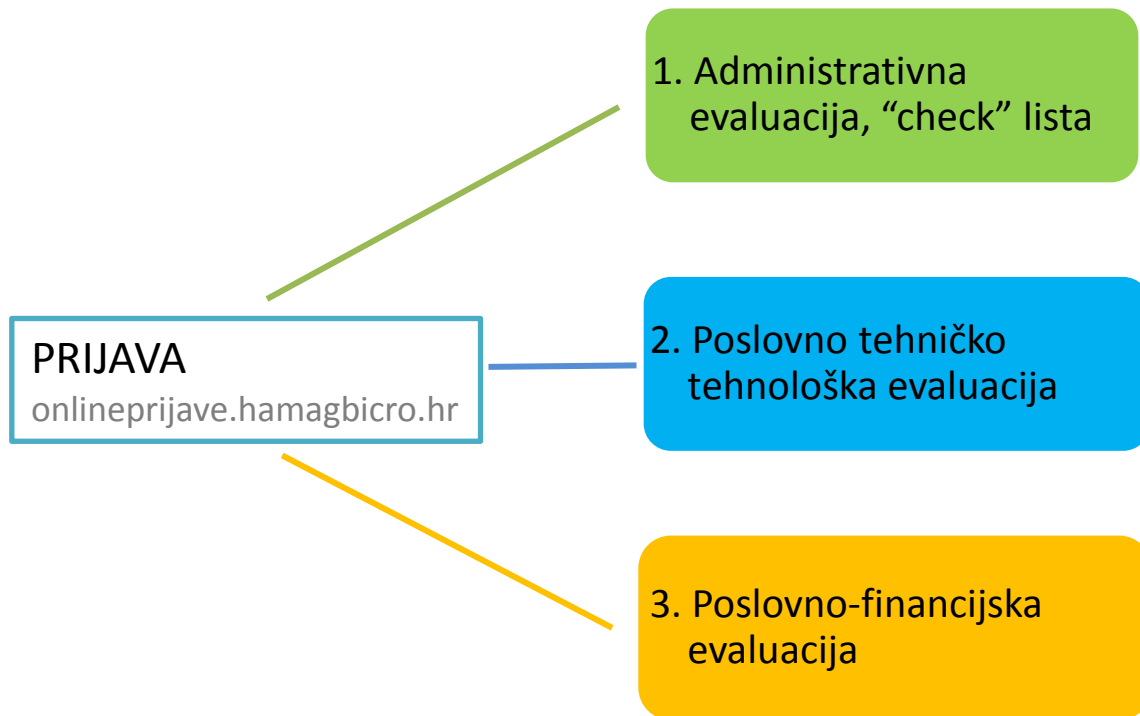 1. Administrativna
evaluacija, “check” lista
PRIJAVA
onlineprijave.hamagbicro.hr
2. Poslovno tehničko
tehnološka evaluacija
3. Poslovno-financijska
evaluacija